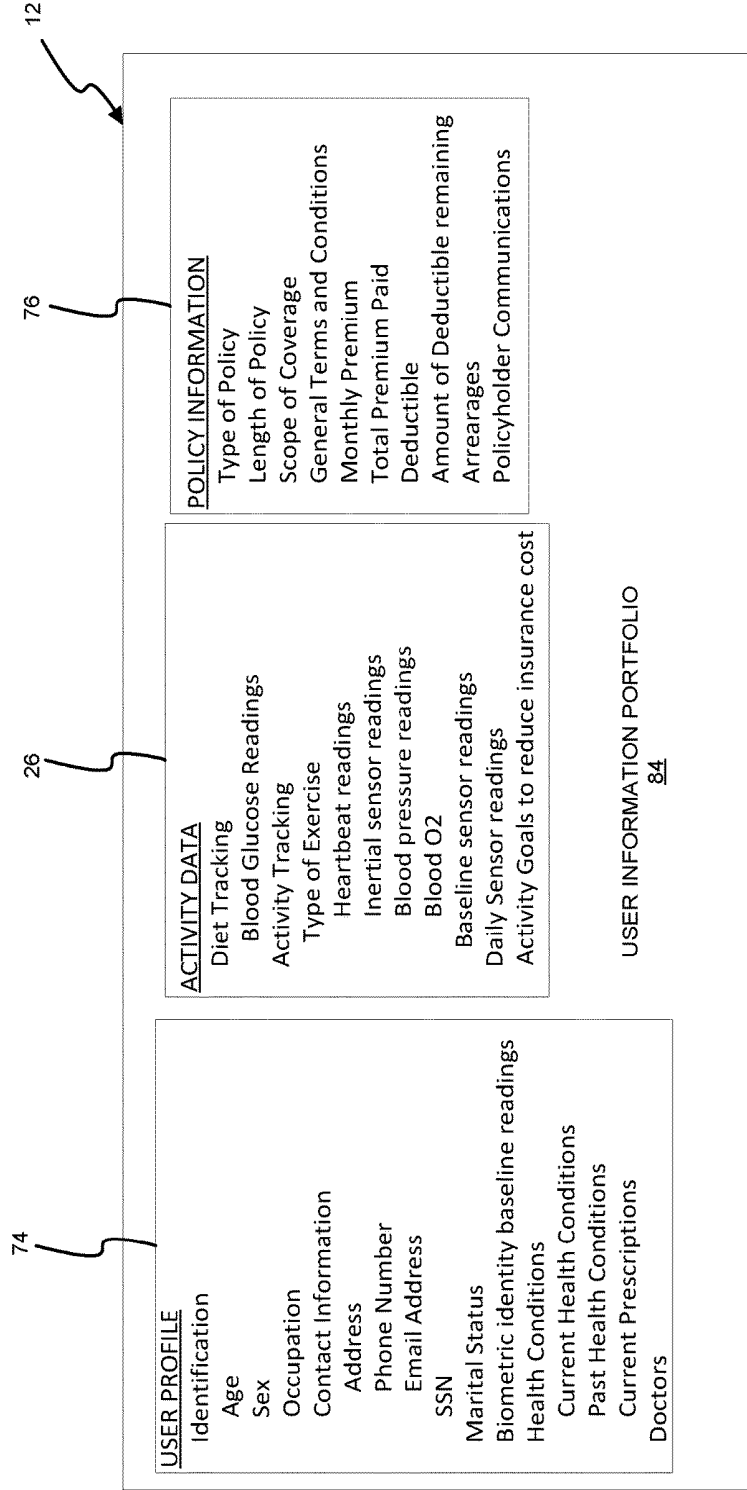 12
74
USER PROFILE
Identification
Age
Sex
Occupation
Contact Information
Address
Phone Number
Email Address
SSN
Marital Status
Biometric identity baseline readings
Health Conditions
Current Health Conditions
Past Health Conditions
Current Prescriptions
Doctors
26
ACTIVITY DATA
Diet Tracking
Blood Glucose Readings
Activity Tracking
Type of Exercise
Heartbeat readings
Inertial sensor readings
Blood pressure readings
Blood O2
Baseline sensor readings
Daily Sensor readings
Activity Goals to reduce insurance cost
76
POLICY INFORMATION
Type of Policy
Length of Policy
Scope of Coverage
General Terms and Conditions
Monthly Premium
Total Premium Paid
Deductible
Amount of Deductible remaining
Arrearages
Policyholder Communications
USER INFORMATION PORTFOLIO
84